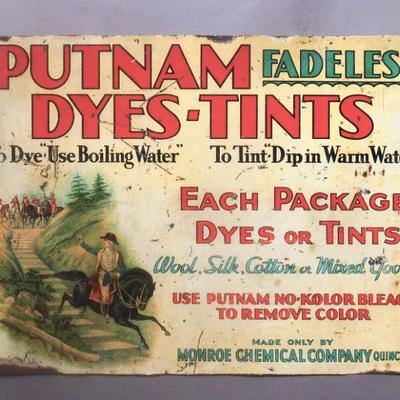 PUTNAM FADELES
DYES-TINTS
o Dye "Use Boiling Water" To Tint "Dip in Warm Wat
EACH PACKAGE
DYES OR TINTS
Wool, Silk, Cotton or Mixed Goo
USE PUTNAM NO-KOLOR BLEA
TO REMOVE COLOR
MADE ONLY BY
MONROE CHEMICAL COMPANY QUINC